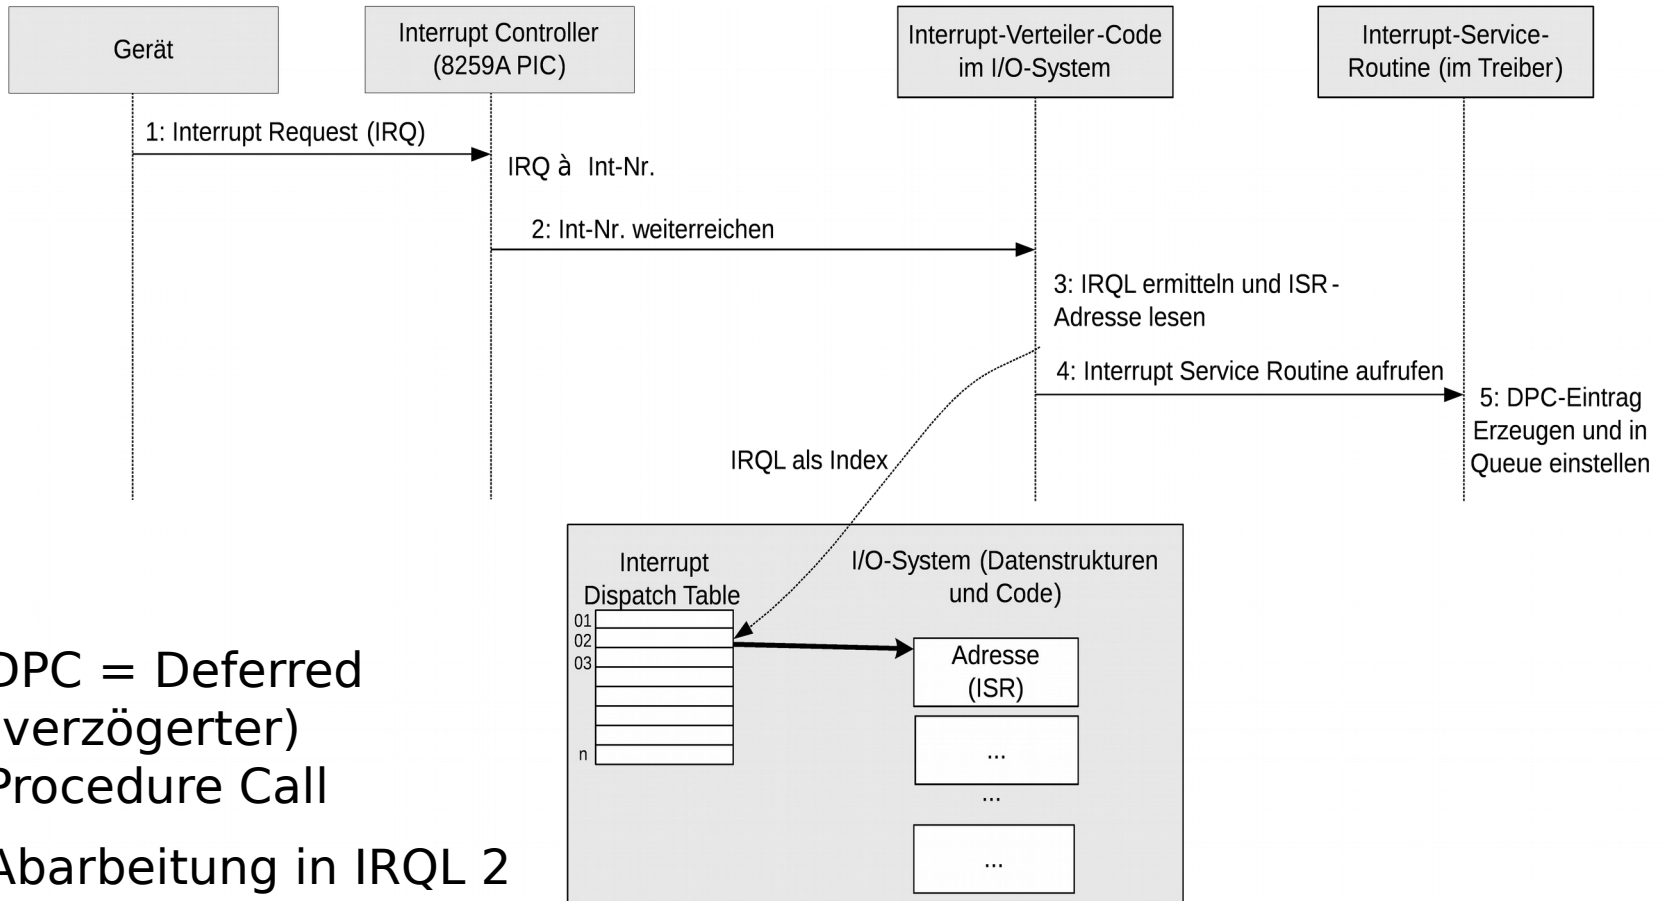 Gerät
Interrupt Controller
(8259A PIC)
Interrupt-Verteiler-Code
im I/O-System
Interrupt-Service-
Routine (im Treiber)
1: Interrupt Request (IRQ)
IRQ à Int-Nr.
2: Int-Nr. weiterreichen
3: IRQL ermitteln und ISR-
Adresse lesen
4: Interrupt Service Routine aufrufen
5: DPC-Eintrag
Erzeugen und in
Queue einstellen
IRQL als Index
Interrupt
Dispatch Table
01
02
03
n
I/O-System (Datenstrukturen
und Code)
Adresse
(ISR)
...
...
...
DPC = Deferred
verzögerter)
Procedure Call
Abarbeitung in IRQL 2